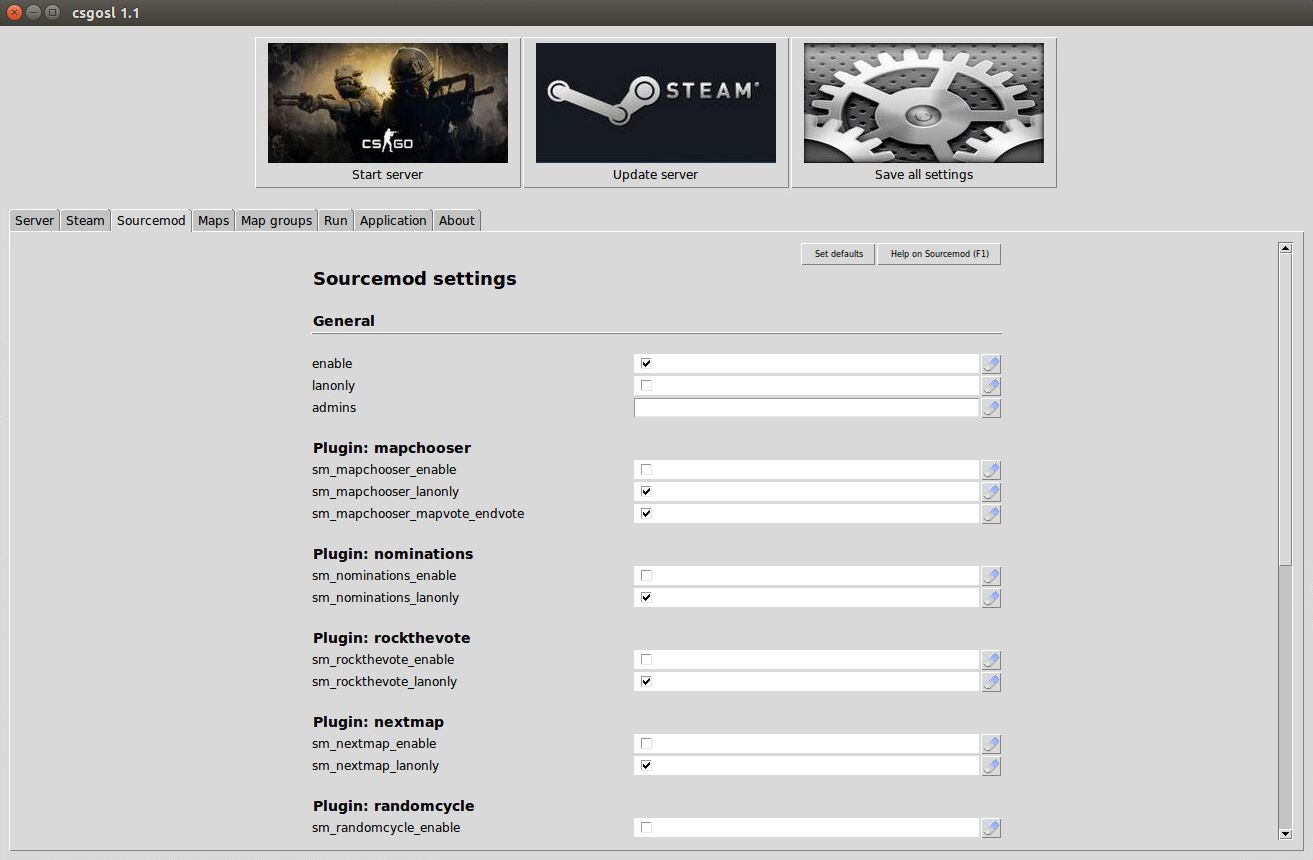 csgosl 1.1
CS GO
STEAM
Start server
Update server
Save all settings
Server
Steam
Sourcemod
Maps
Map groups
Run
Application
About
Set defaults
Help on Sourcemod (F1)
Sourcemod settings
General
enable
lanonly
admins
Plugin: mapchooser
sm_mapchooser_enable
sm_mapchooser_lanonly
sm_mapchooser_mapvote_endvote
Plugin: nominations
sm_nominations_enable
sm_nominations_lanonly
Plugin: rockthevote
sm_rockthevote_enable
sm_rockthevote_lanonly
Plugin: nextmap
sm_nextmap_enable
sm_nextmap_lanonly
Plugin: randomcycle
sm_randomcycle_enable